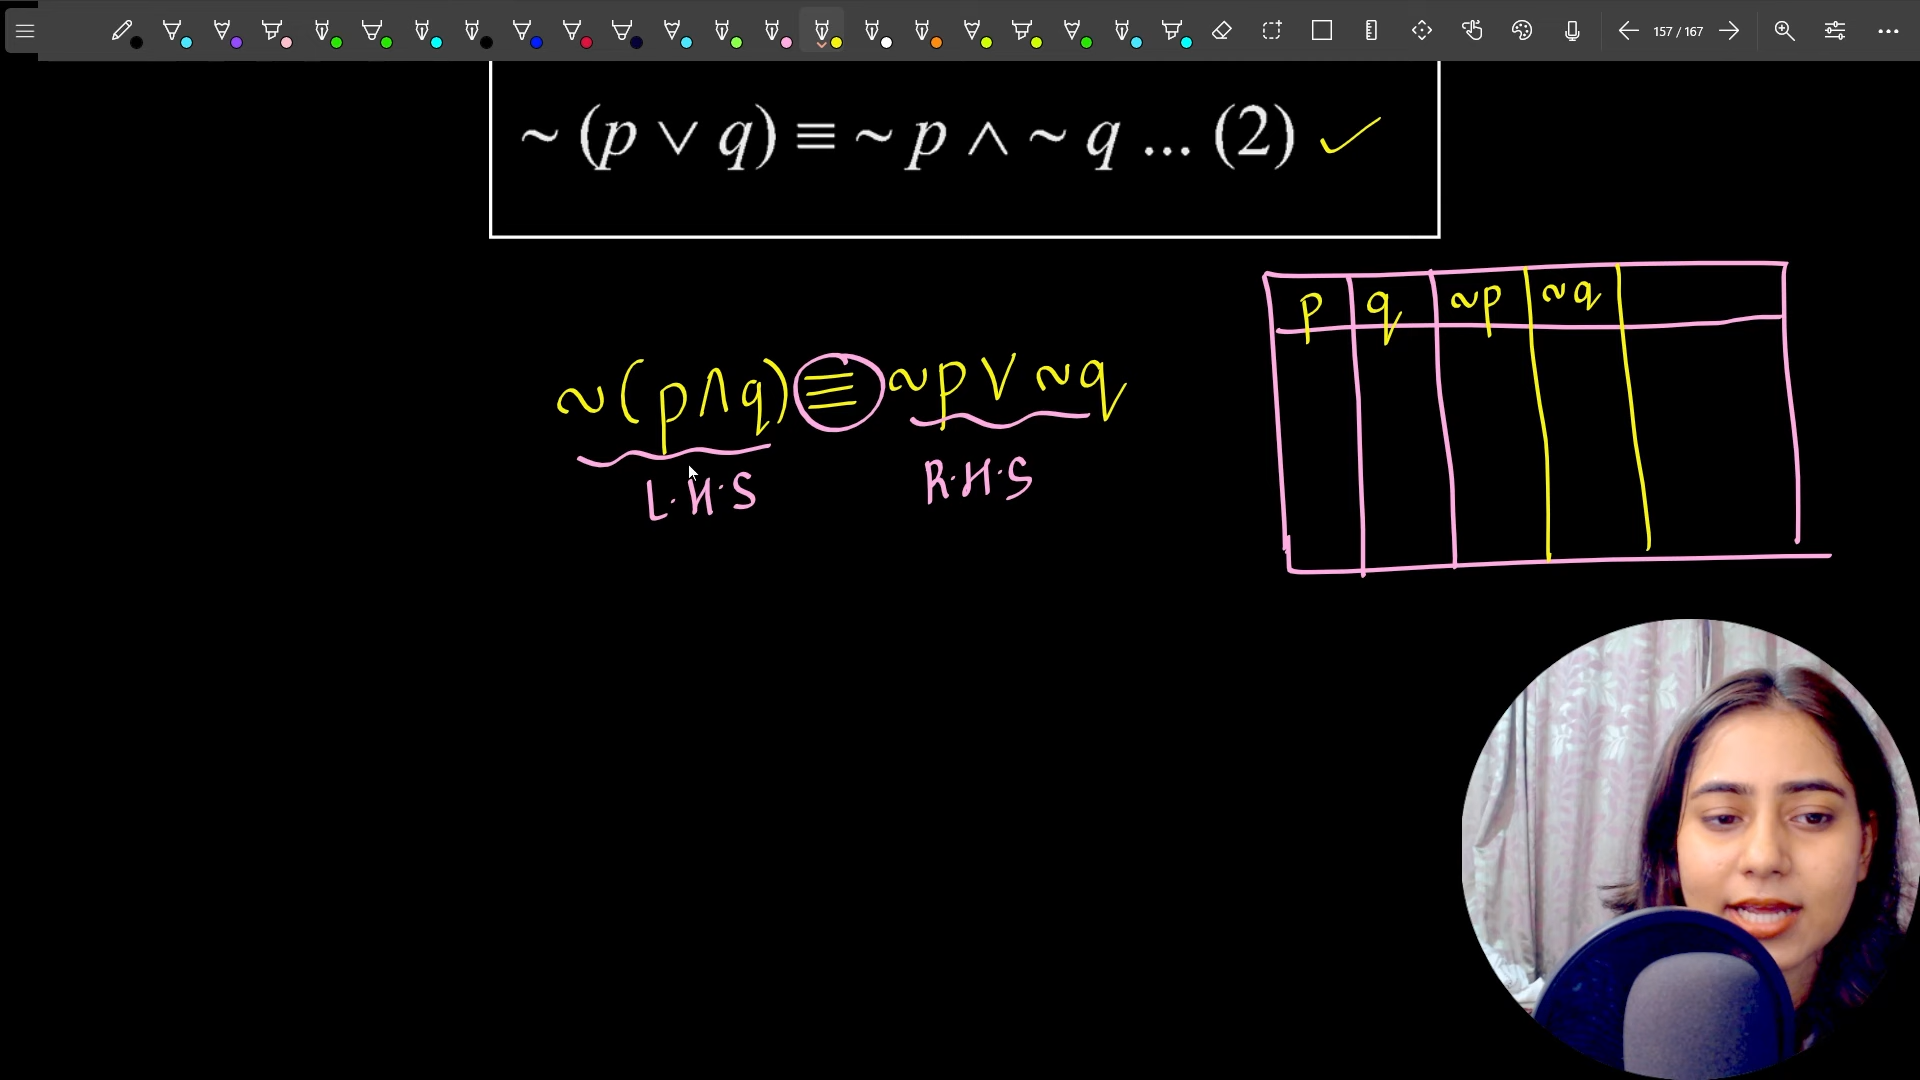 157 / 167
~ (p ∨ q) ≡ ~ p ∧ ~ q ... (2)
p q ~p ~q
~(p∧q) ≡ ~p∨~q
L.H.S R.H.S